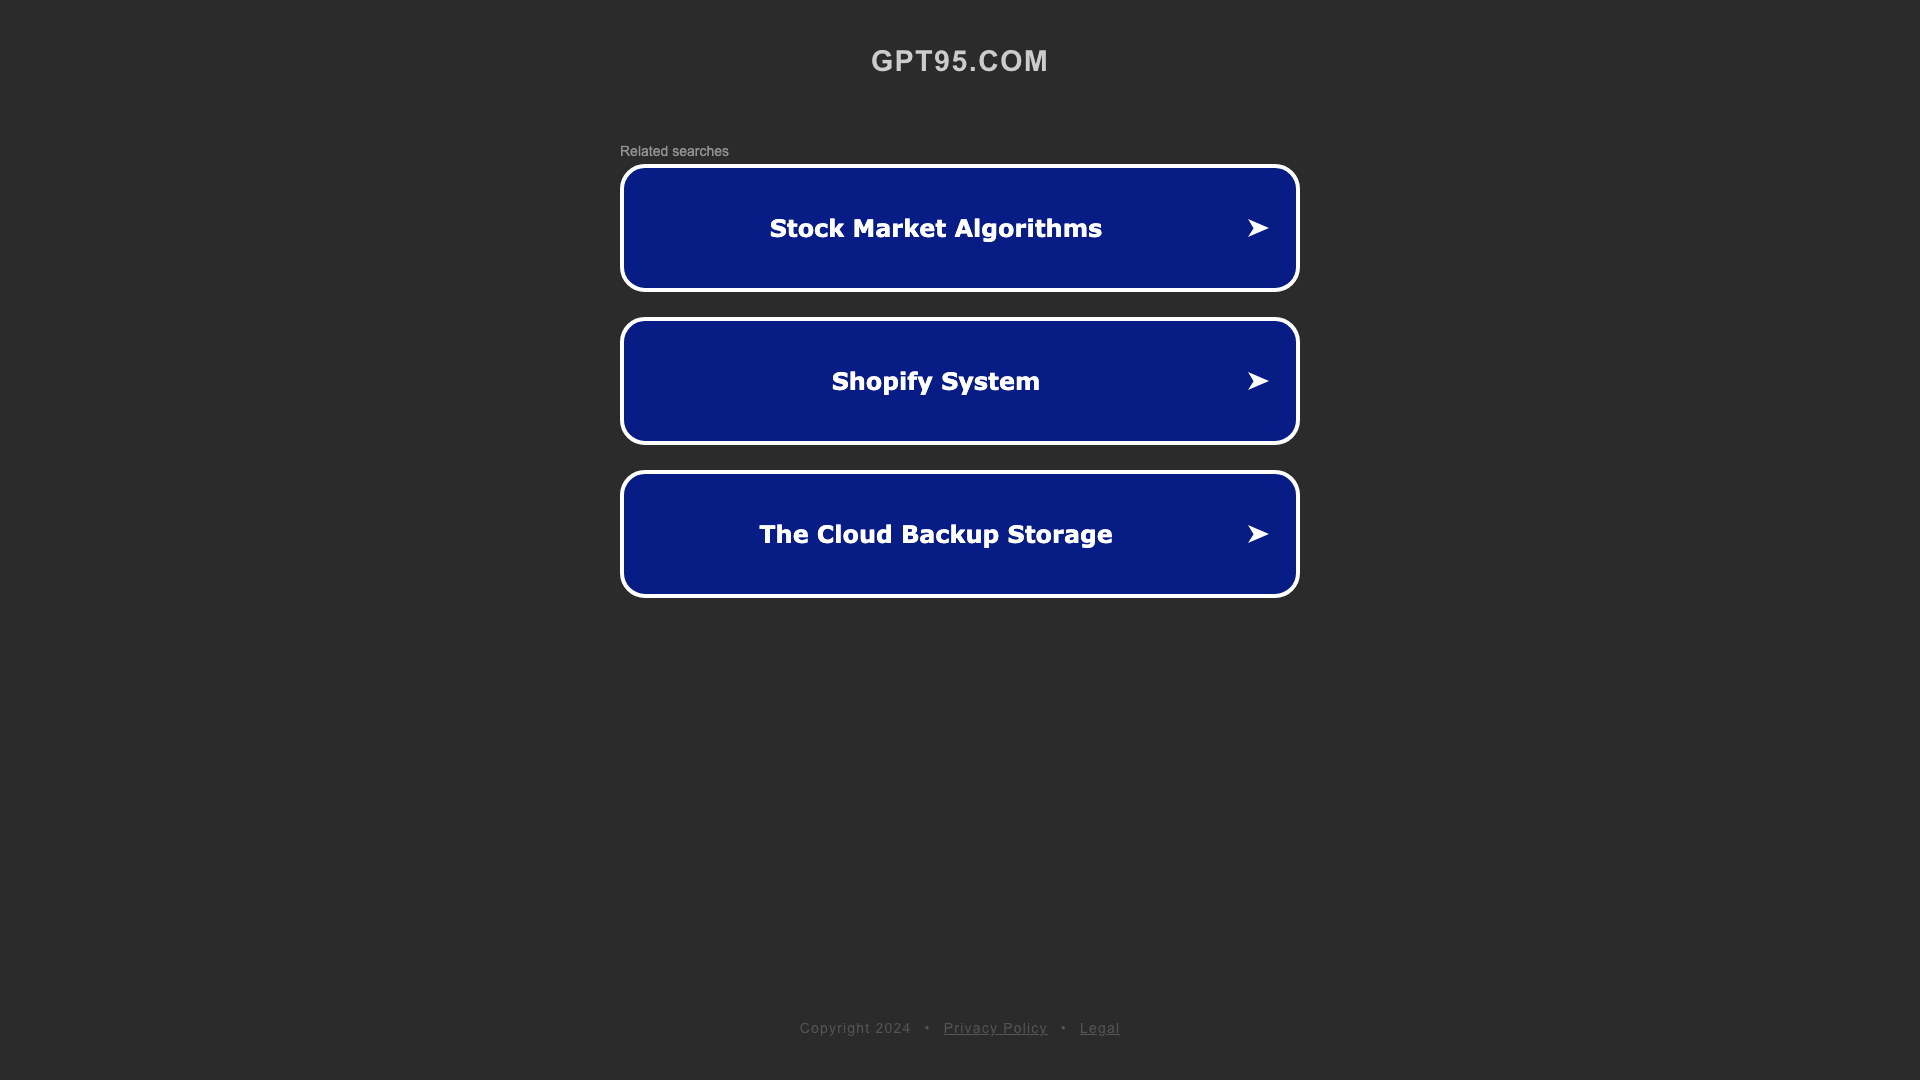 GPT95.COM
Related searches
Stock Market Algorithms
Shopify System
The Cloud Backup Storage
Copyright 2024 • Privacy Policy • Legal